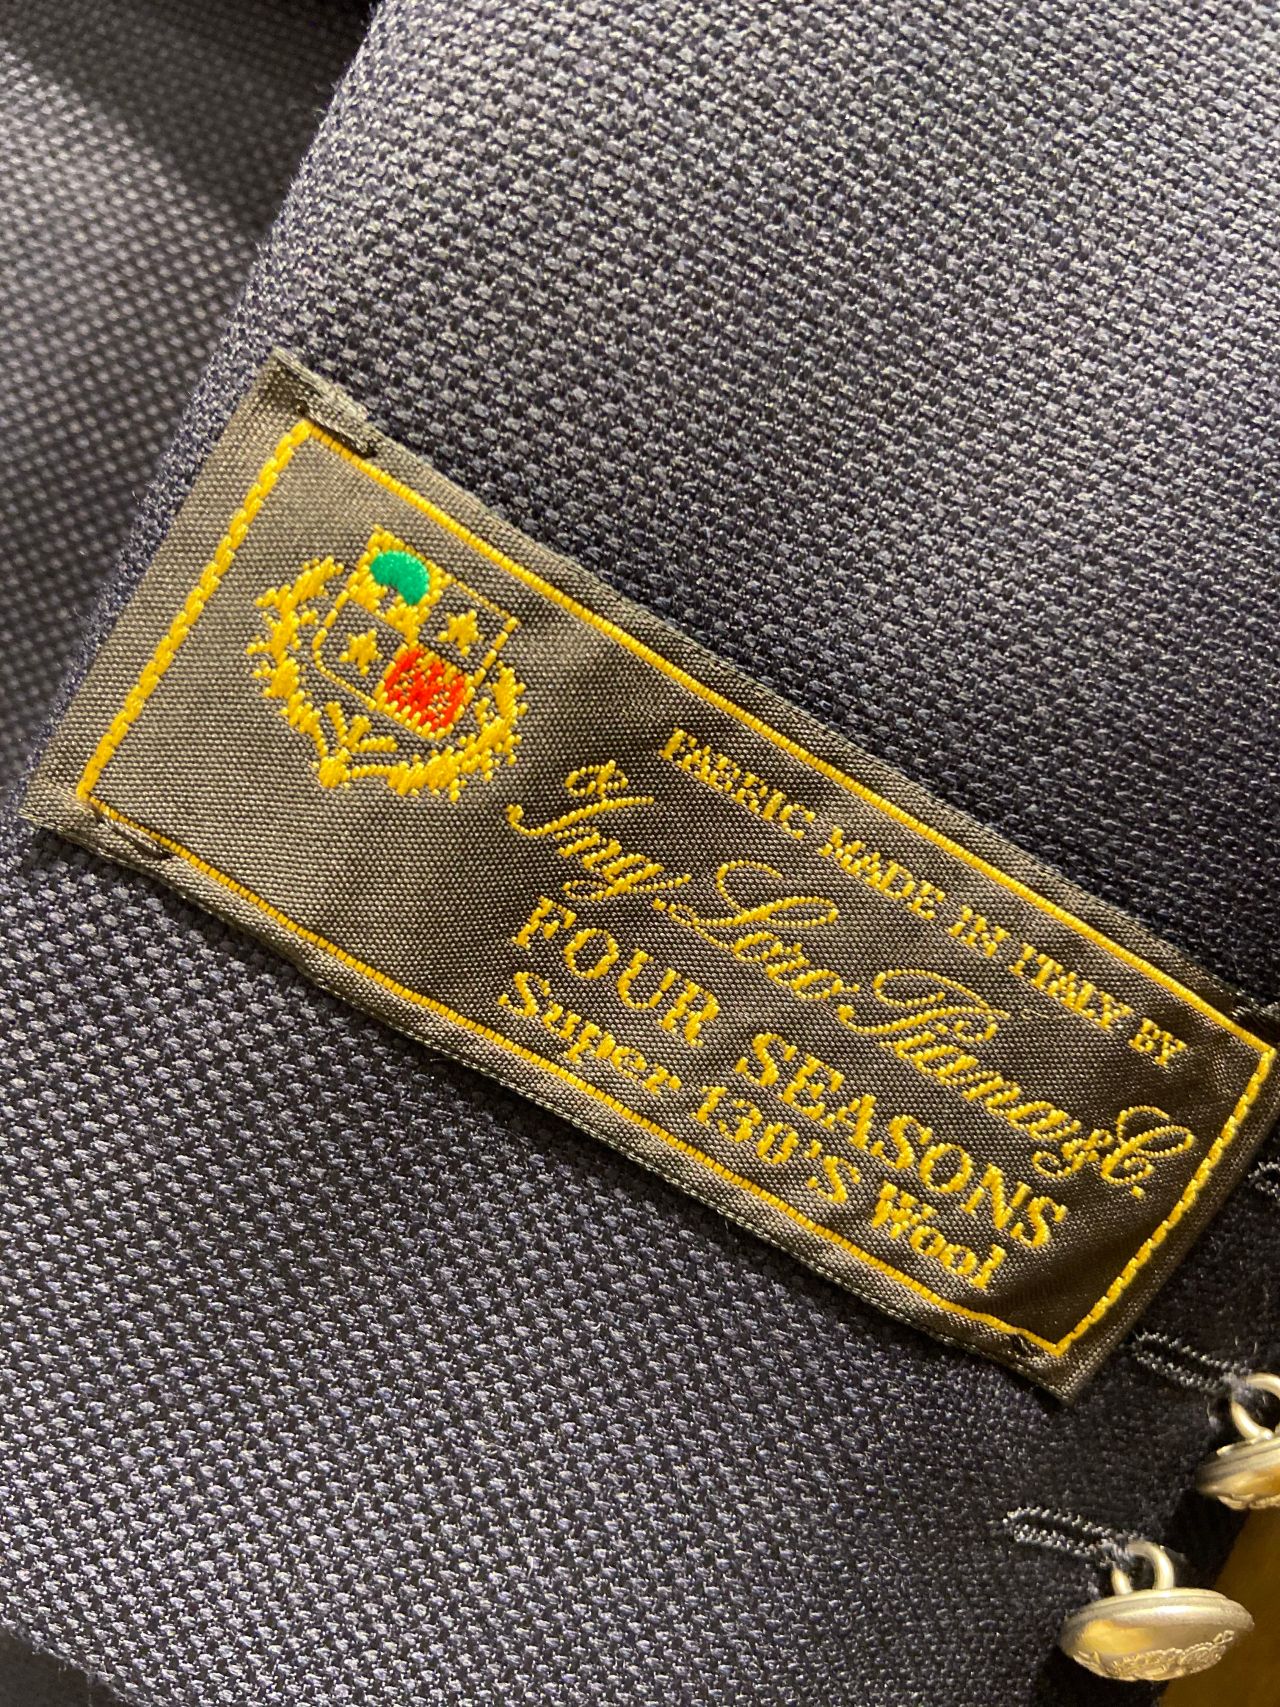 FABRIC MADE IN ITALY BY
Ing. Loro Piana & C.
FOUR SEASONS
Super 130'S Wool